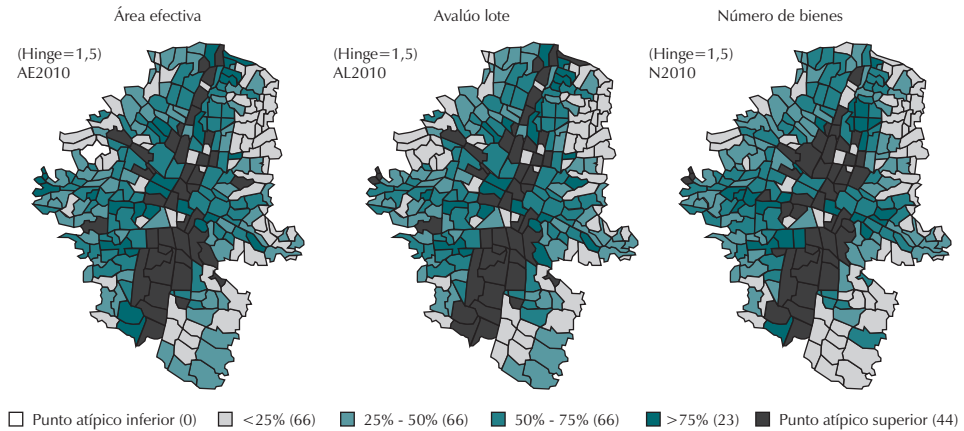 Área efectiva
Avalúo lote
Número de bienes
(Hinge=1,5)
AE2010
(Hinge=1,5)
AL2010
(Hinge=1,5)
N2010
Punto atípico inferior (0)
<25% (66)
25% - 50% (66)
50% - 75% (66)
>75% (23)
Punto atípico superior (44)